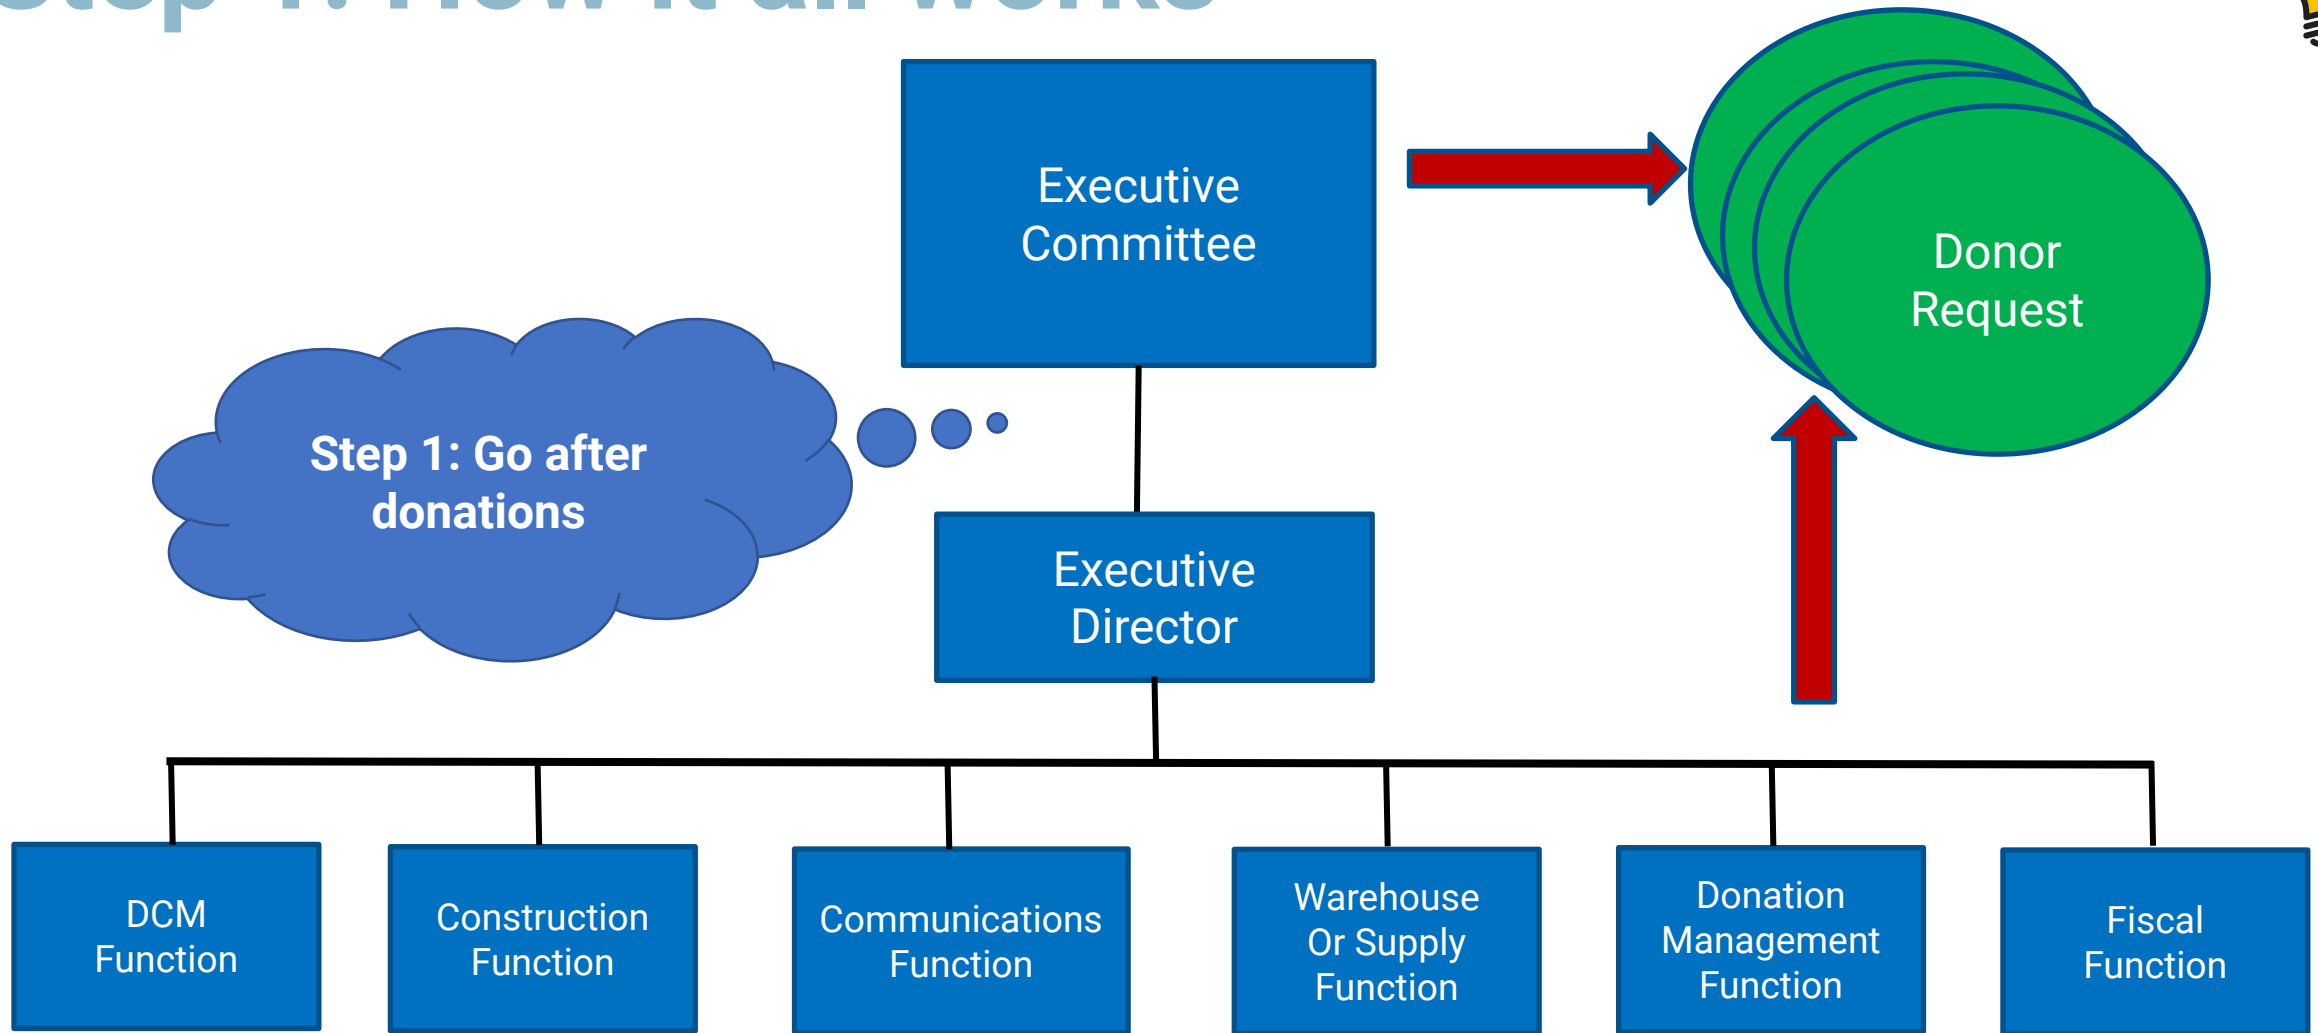 Executive
Committee
Donor
Request
Step 1: Go after
donations
Executive
Director
DCM
Function
Construction
Function
Communications
Function
Warehouse
Or Supply
Function
Donation
Management
Function
Fiscal
Function